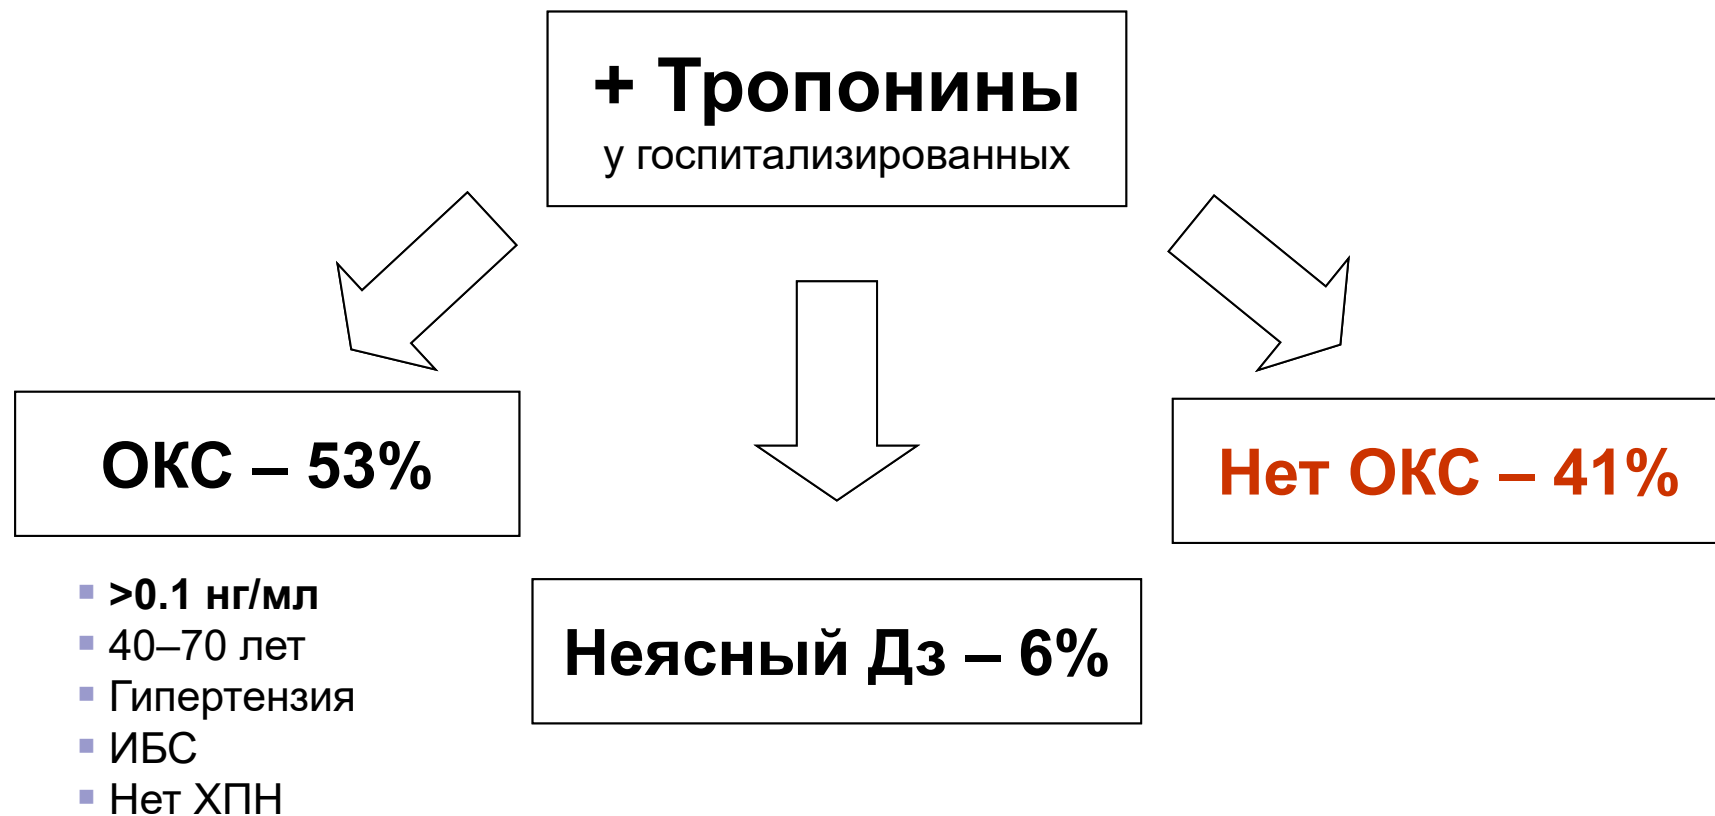 + Тропонины
у госпитализированных
ОКС – 53%
Нет ОКС – 41%
Неясный Дз – 6%
>0.1 нг/мл
40–70 лет
Гипертензия
ИБС
Нет ХПН